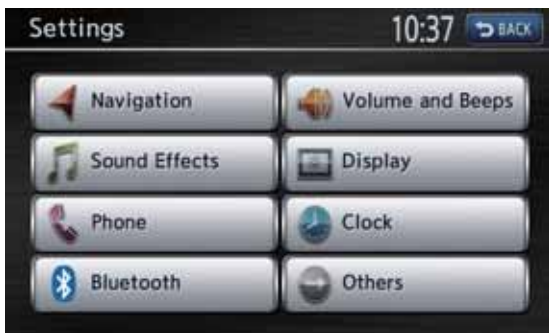 Settings
10:37
BACK
Navigation
Volume and Beeps
Sound Effects
Display
Phone
Clock
Bluetooth
Others